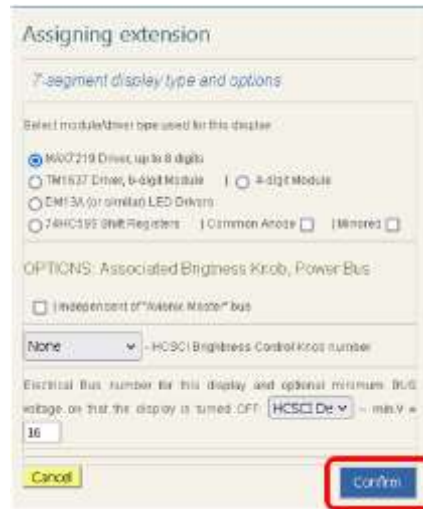 Assigning extension
7-segment display type and options
Select module/driver type used for this display
MAX7219 Driver, up to 8 digits
TM1637 Driver, 6-digit Module | 4-digit Module
DM13A (or similar) LED Drivers
74HC595 Shift Registers | Common Anode | Mirrored
OPTIONS: Associated Brigtness Knob, Power Bus
| Independent of "Avionic Master" bus
None - HCSCI Brightness Control Knob number
Electrical Bus number for this display and optional minimum BUS
voltage on that the display is turned OFF HCSCI De - min.V =
16
Cancel
Confirm